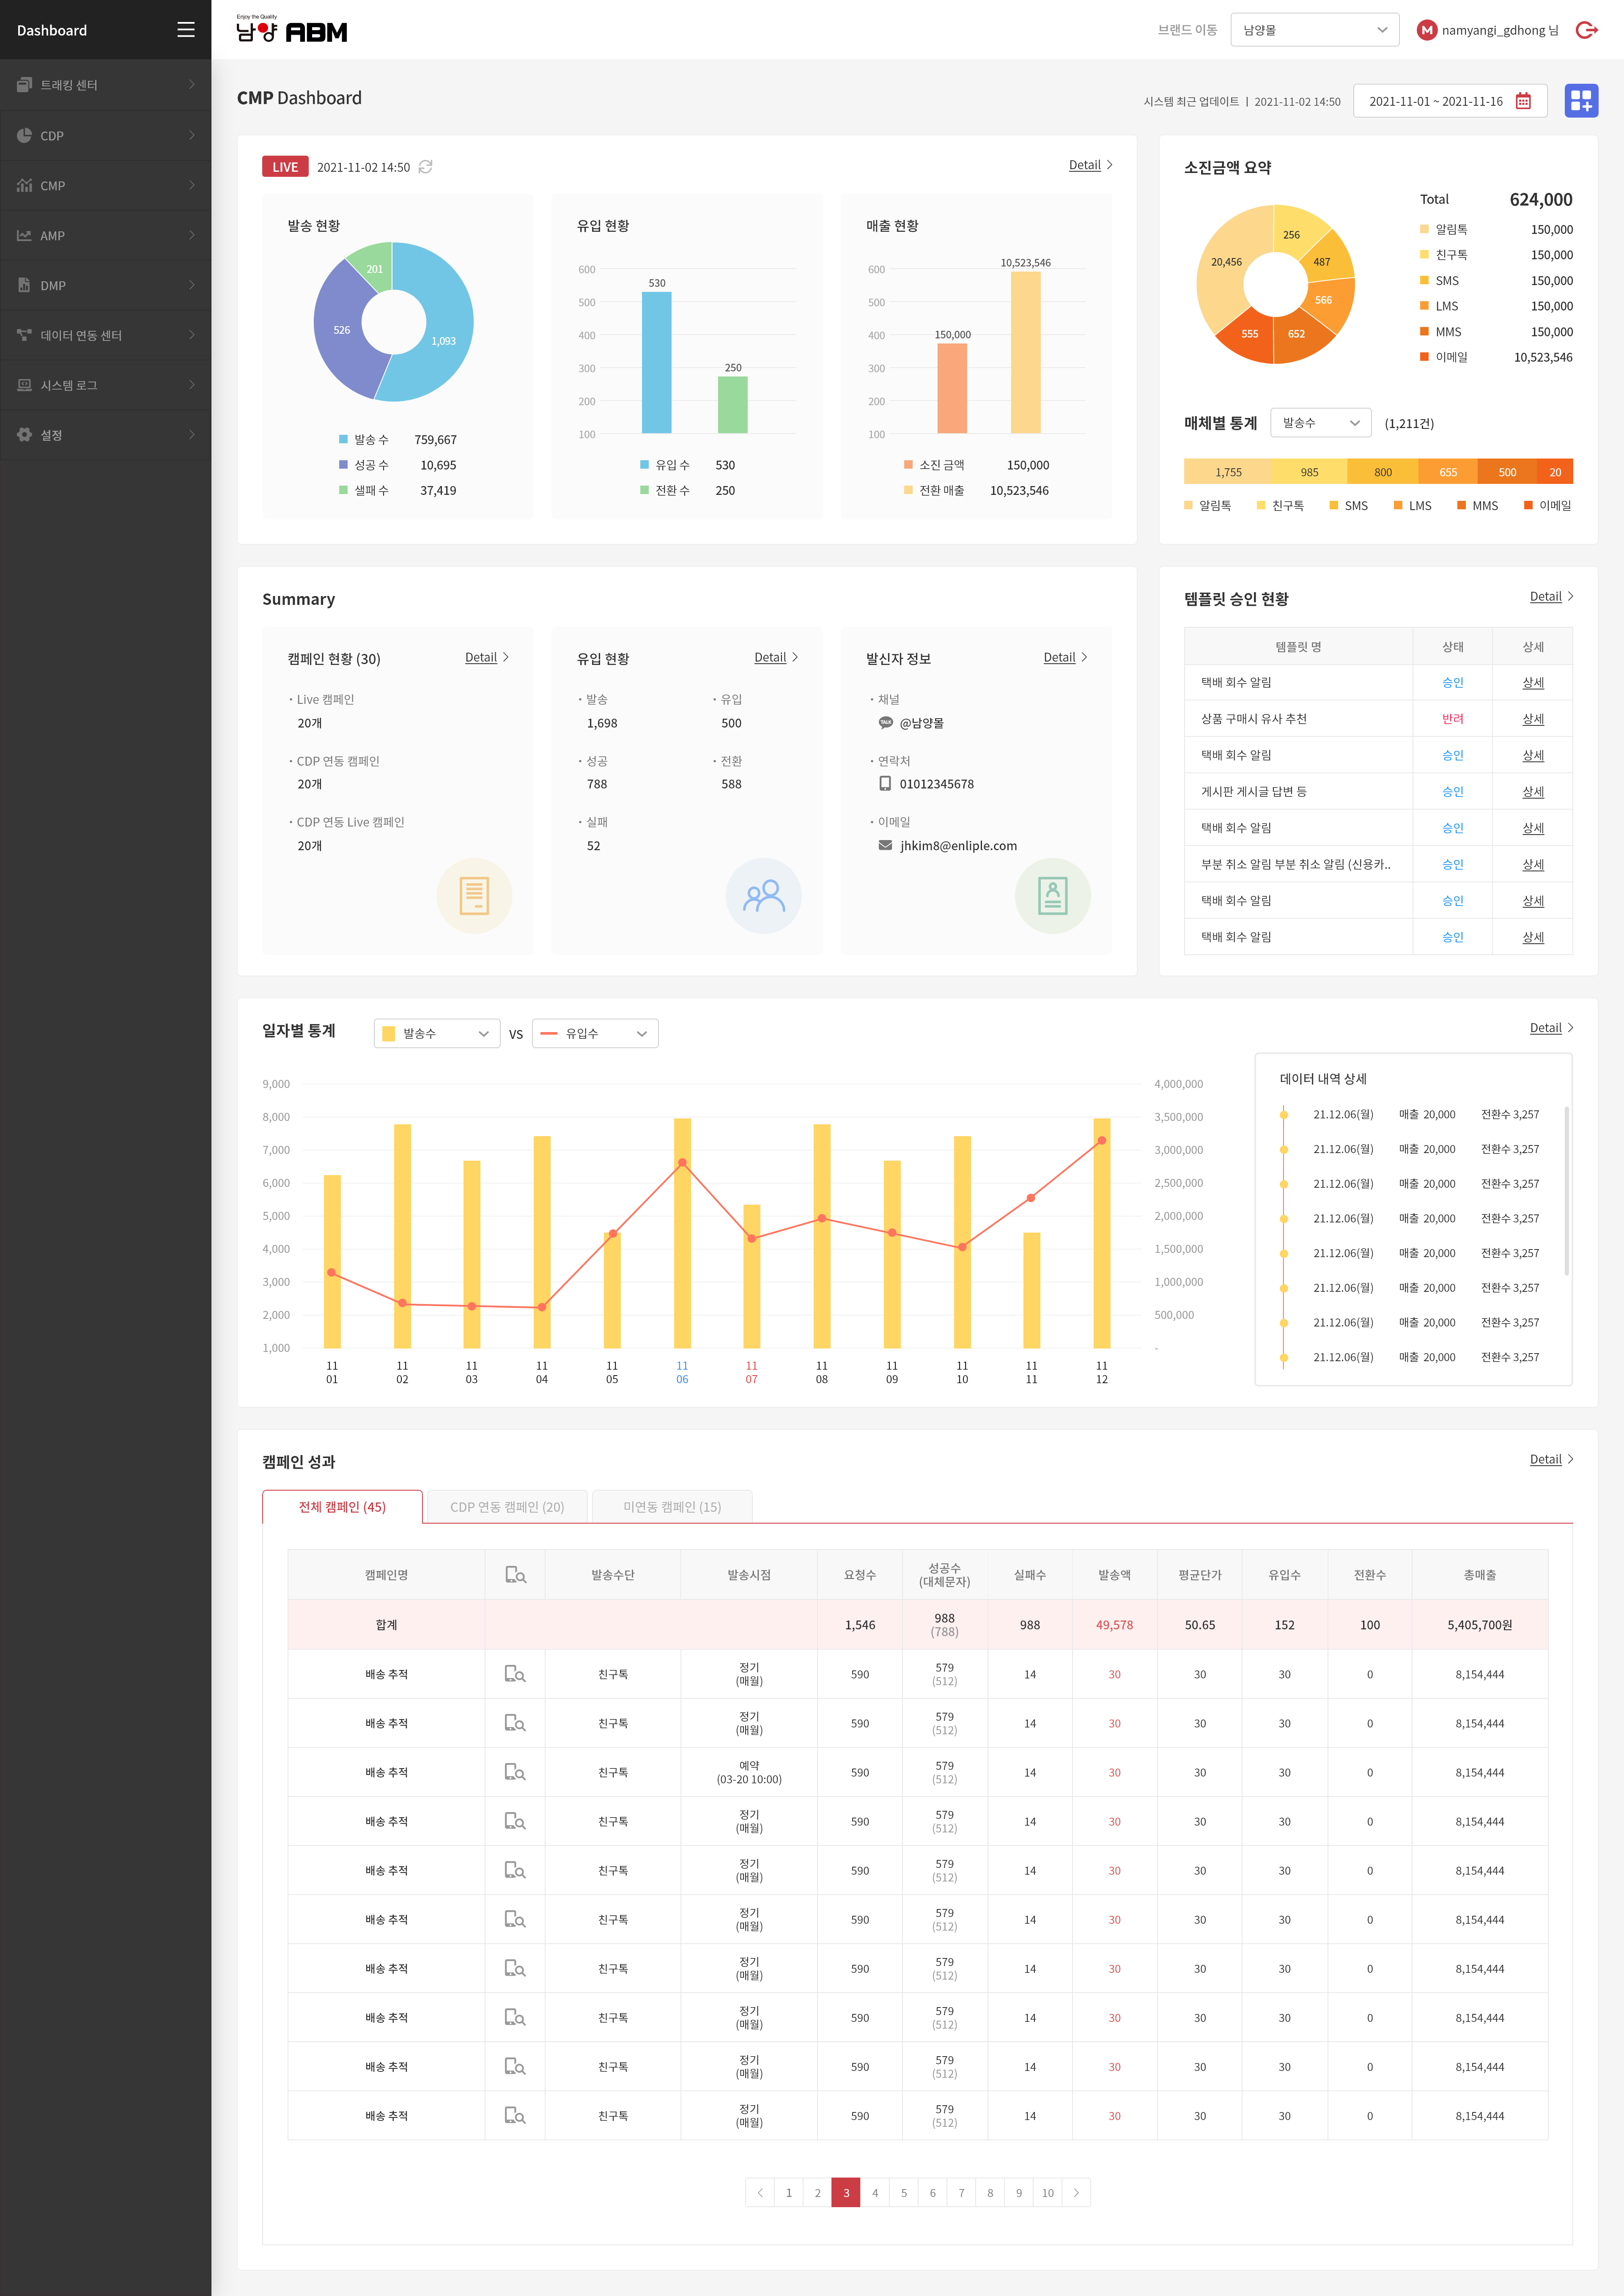 Dashboard
트래킹 센터
CDP
CMP
AMP
DMP
데이터 연동 센터
시스템 로그
설정
Enjoy the Quality
남양 ABM
브랜드 이동
남양몰
M namyangi_gdhong 님
CMP Dashboard
시스템 최근 업데이트 | 2021-11-02 14:50
2021-11-01 ~ 2021-11-16
LIVE 2021-11-02 14:50
Detail
발송 현황
201
526
1,093
발송 수 759,667
성공 수 10,695
샐패 수 37,419
유입 현황
600
500
400
300
200
100
530
250
유입 수 530
전환 수 250
매출 현황
600
500
400
300
200
100
150,000
10,523,546
소진 금액 150,000
전환 매출 10,523,546
소진금액 요약
256
487
566
652
555
20,456
Total 624,000
알림톡 150,000
친구톡 150,000
SMS 150,000
LMS 150,000
MMS 150,000
이메일 10,523,546
매체별 통계 발송수 (1,211건)
1,755 985 800 655 500 20
알림톡 친구톡 SMS LMS MMS 이메일
Summary
캠페인 현황 (30) Detail
· Live 캠페인
20개
· CDP 연동 캠페인
20개
· CDP 연동 Live 캠페인
20개
유입 현황 Detail
· 발송 · 유입
1,698 500
· 성공 · 전환
788 588
· 실패
52
발신자 정보 Detail
· 채널
TALK @남양몰
· 연락처
01012345678
· 이메일
jhkim8@enliple.com
템플릿 승인 현황 Detail
템플릿 명 상태 상세
택배 회수 알림 승인 상세
상품 구매시 유사 추천 반려 상세
택배 회수 알림 승인 상세
게시판 게시글 답변 등 승인 상세
택배 회수 알림 승인 상세
부분 취소 알림 부분 취소 알림 (신용카.. 승인 상세
택배 회수 알림 승인 상세
택배 회수 알림 승인 상세
일자별 통계 발송수 VS 유입수 Detail
9,000 4,000,000
8,000 3,500,000
7,000 3,000,000
6,000 2,500,000
5,000 2,000,000
4,000 1,500,000
3,000 1,000,000
2,000 500,000
1,000 -
11 11 11 11 11 11 11 11 11 11 11 11
01 02 03 04 05 06 07 08 09 10 11 12
데이터 내역 상세
21.12.06(월) 매출 20,000 전환수 3,257
21.12.06(월) 매출 20,000 전환수 3,257
21.12.06(월) 매출 20,000 전환수 3,257
21.12.06(월) 매출 20,000 전환수 3,257
21.12.06(월) 매출 20,000 전환수 3,257
21.12.06(월) 매출 20,000 전환수 3,257
21.12.06(월) 매출 20,000 전환수 3,257
21.12.06(월) 매출 20,000 전환수 3,257
캠페인 성과 Detail
전체 캠페인 (45) CDP 연동 캠페인 (20) 미연동 캠페인 (15)
캠페인명 발송수단 발송시점 요청수 성공수 (대체문자) 실패수 발송액 평균단가 유입수 전환수 총매출
합계 1,546 988 (788) 988 49,578 50.65 152 100 5,405,700원
배송 추적 친구톡 정기 (매월) 590 579 (512) 14 30 30 30 0 8,154,444
배송 추적 친구톡 정기 (매월) 590 579 (512) 14 30 30 30 0 8,154,444
배송 추적 친구톡 예약 (03-20 10:00) 590 579 (512) 14 30 30 30 0 8,154,444
배송 추적 친구톡 정기 (매월) 590 579 (512) 14 30 30 30 0 8,154,444
배송 추적 친구톡 정기 (매월) 590 579 (512) 14 30 30 30 0 8,154,444
배송 추적 친구톡 정기 (매월) 590 579 (512) 14 30 30 30 0 8,154,444
배송 추적 친구톡 정기 (매월) 590 579 (512) 14 30 30 30 0 8,154,444
배송 추적 친구톡 정기 (매월) 590 579 (512) 14 30 30 30 0 8,154,444
배송 추적 친구톡 정기 (매월) 590 579 (512) 14 30 30 30 0 8,154,444
배송 추적 친구톡 정기 (매월) 590 579 (512) 14 30 30 30 0 8,154,444
1 2 3 4 5 6 7 8 9 10